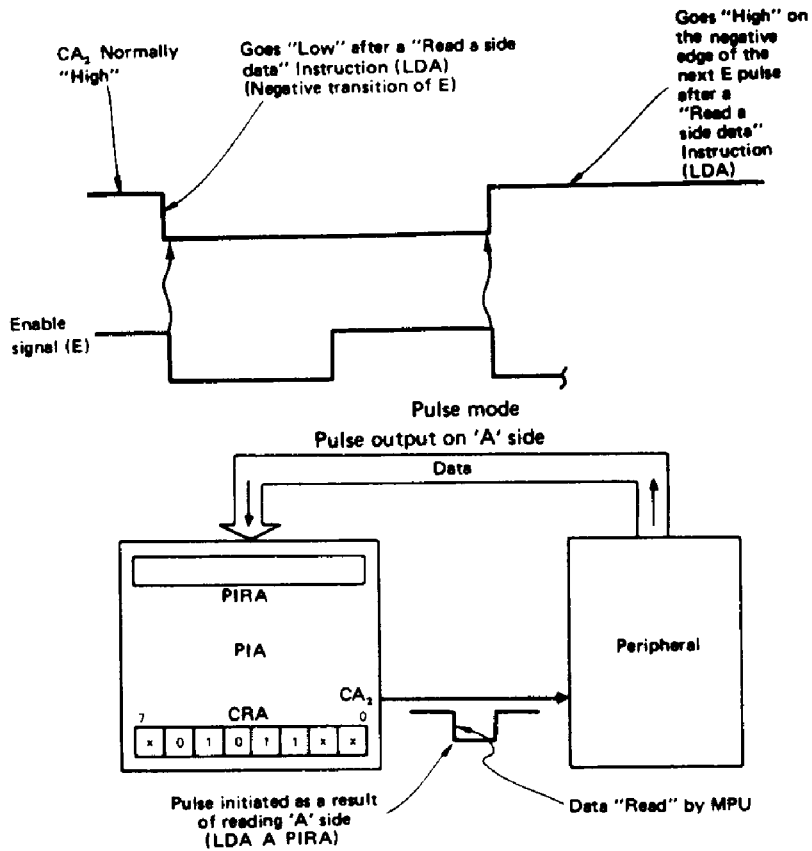 CA₂ Normally
"High"
Goes "Low" after a "Read a side
data" Instruction (LDA)
(Negative transition of E)
Goes "High" on
the negative
edge of the
next E pulse
after a
"Read a
side data"
Instruction
(LDA)
Enable
signal (E)
Pulse mode
Pulse output on 'A' side
Data
PIRA
PIA
CA₂
7 CRA 0
x 0 1 0 1 1 x x
Peripheral
Pulse initiated as a result
of reading 'A' side
(LDA A PIRA)
Data "Read" by MPU